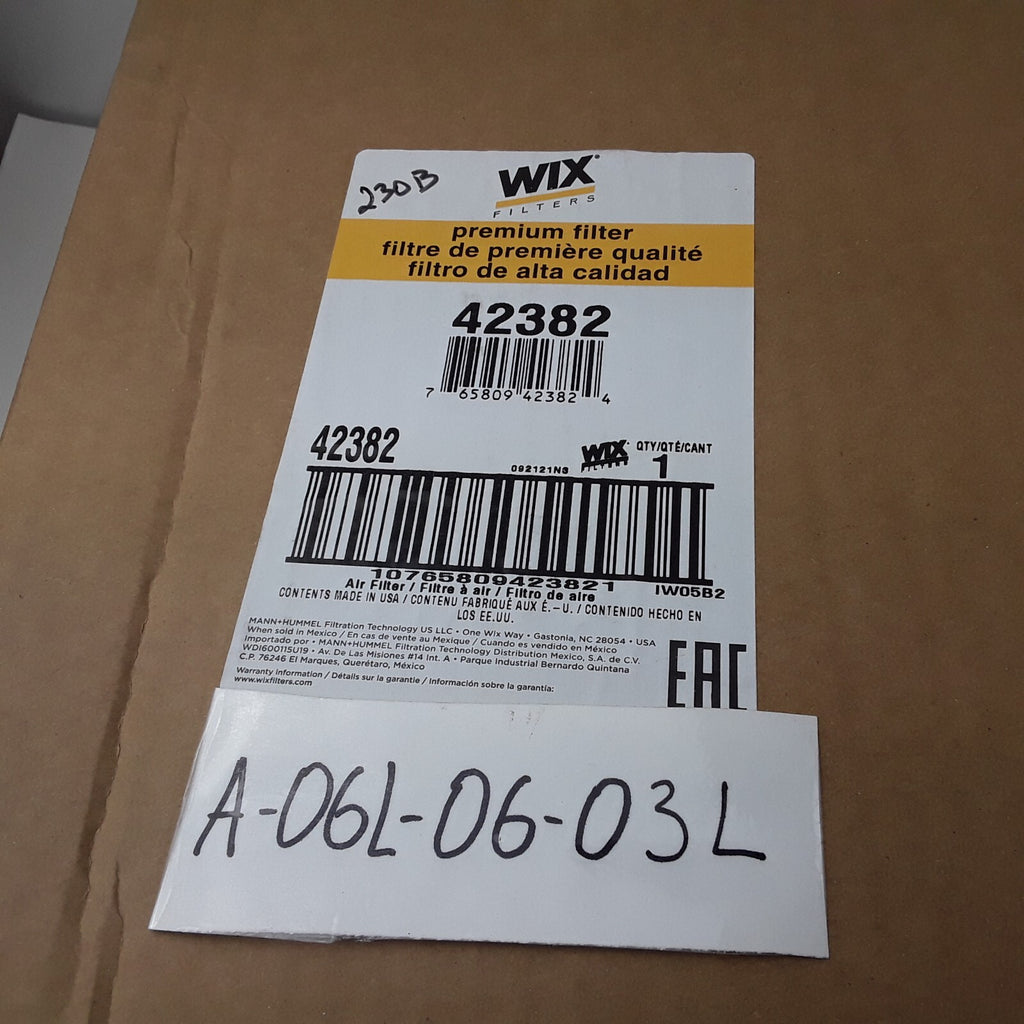 230B
WIX
FILTERS
premium filter
filtre de première qualité
filtro de alta calidad
42382
7 65809 42382 4
42382
092121N3
WIX
FILTERS
QTY/QTÉ/CANT
1
10765809423821
IW05B2
Air Filter / Filtre à air / Filtro de aire
CONTENTS MADE IN USA / CONTENU FABRIQUÉ AUX É.-U. / CONTENIDO HECHO EN
LOS EE.UU.
MANN+HUMMEL Filtration Technology US LLC • One Wix Way • Gastonia, NC 28054 • USA
When sold in Mexico / En cas de vente au Mexique / Cuando es vendido en México
Importado por • MANN+HUMMEL Filtration Technology Distribution Mexico, S.A. de C.V.
WDI600115U19 • Av. De Las Misiones #14 Int. A • Parque Industrial Bernardo Quintana
C.P. 76246 El Marques, Querétaro, México
Warranty information / Détails sur la garantie / Información sobre la garantía:
www.wixfilters.com
EAC
A-06L-06-03L